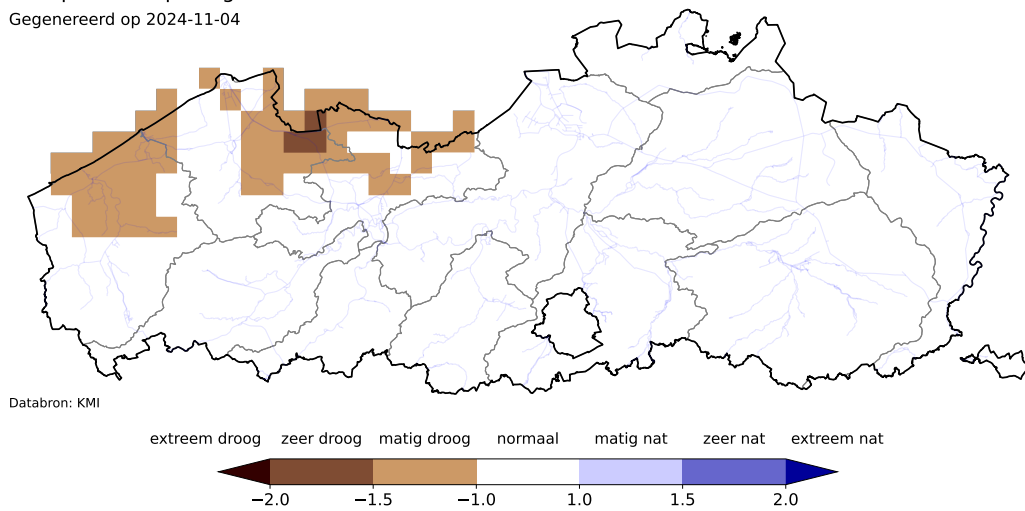 Gegenereerd op 2024-11-04
Databron: KMI
extreem droog zeer droog matig droog normaal matig nat zeer nat extreem nat
−2.0 −1.5 −1.0 1.0 1.5 2.0